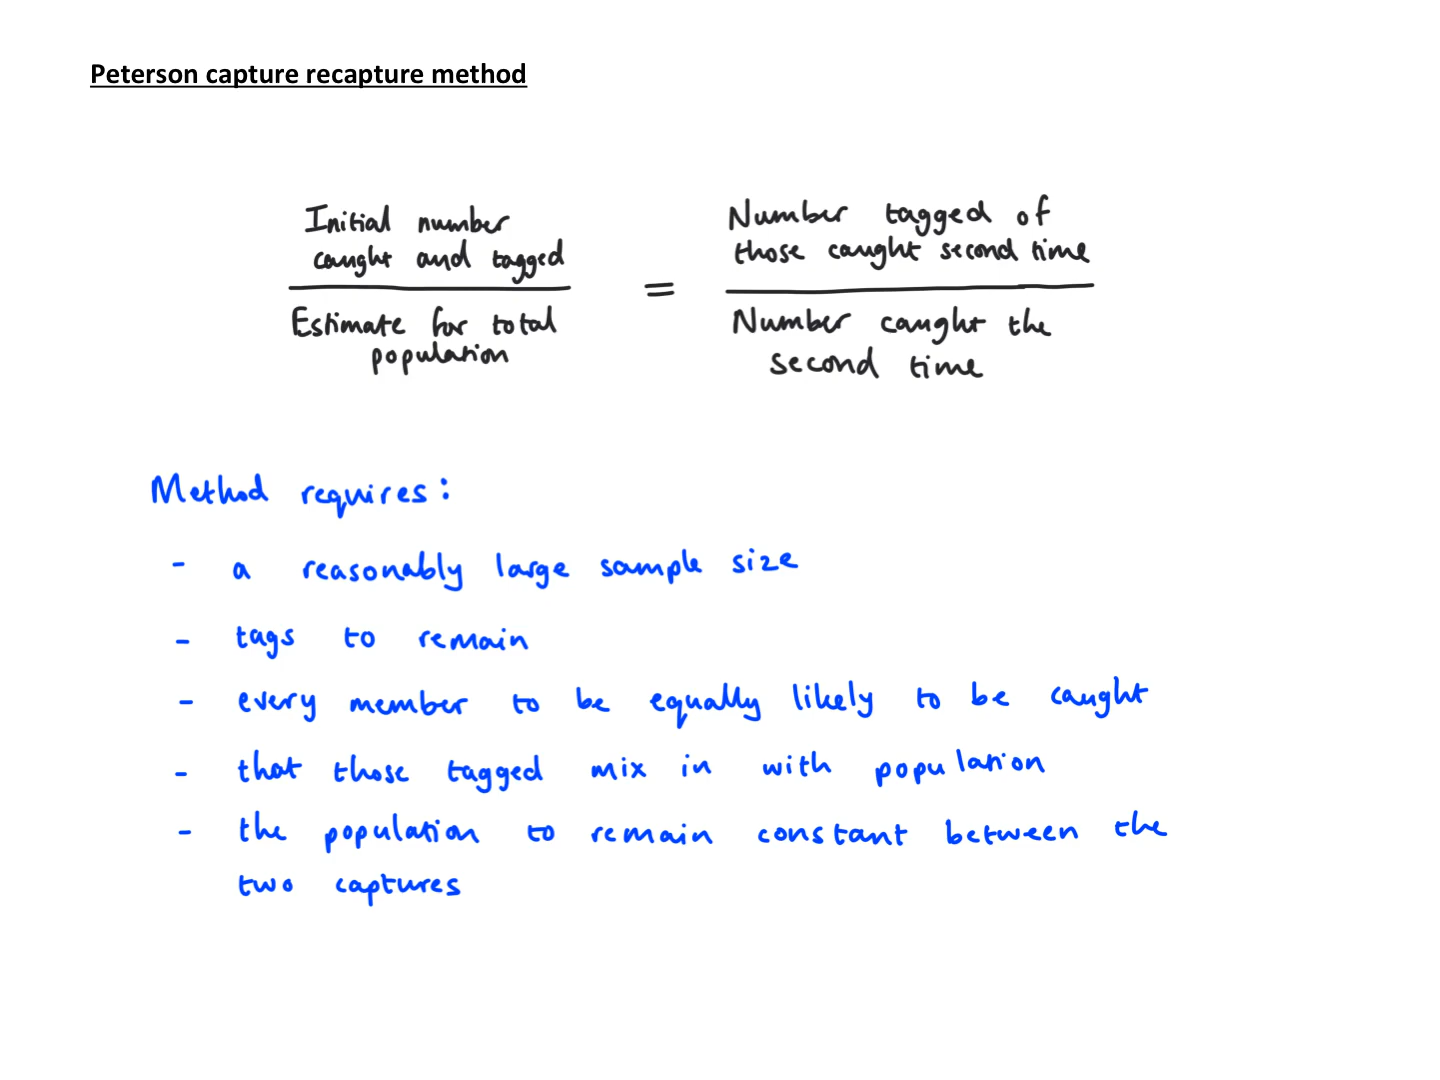 Peterson capture recapture method
Initial number
caught and tagged
Estimate for total
population
=
Number tagged of
those caught second time
Number caught the
second time
Method requires:
- a reasonably large sample size
- tags to remain
- every member to be equally likely to be caught
- that those tagged mix in with population
- the population to remain constant between the
two captures